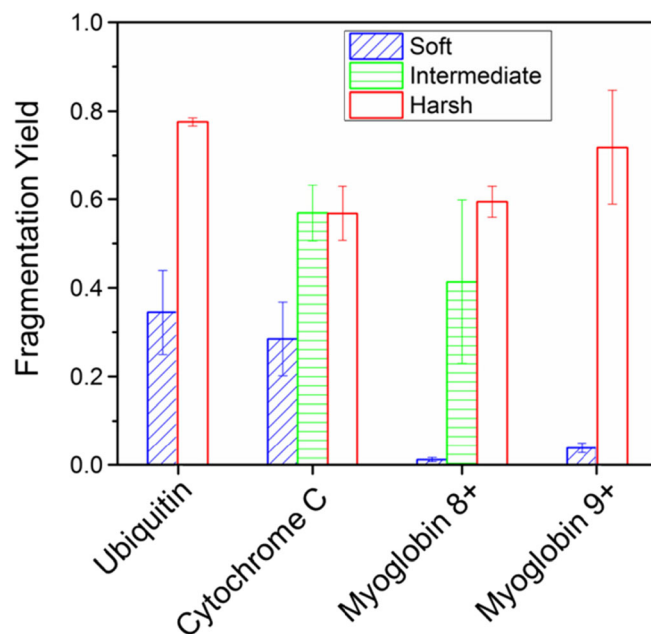 1.0
0.8
0.6
0.4
0.2
0.0
Fragmentation Yield
Soft
Intermediate
Harsh
Ubiquitin
Cytochrome C
Myoglobin 8+
Myoglobin 9+